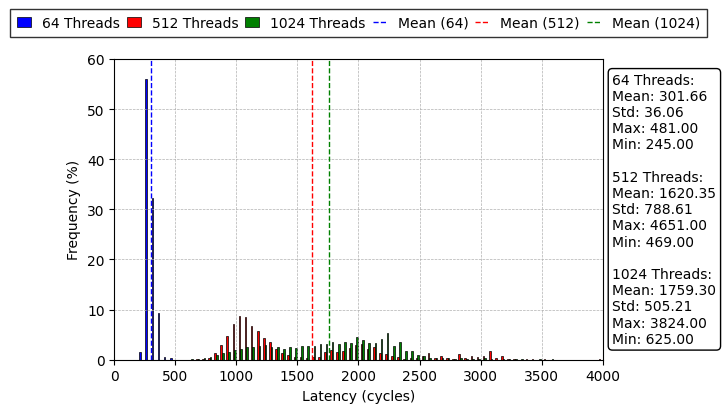 64 Threads 512 Threads 1024 Threads Mean (64) Mean (512) Mean (1024)
60
50
40
30
20
10
0
Frequency (%)
0 500 1000 1500 2000 2500 3000 3500 4000
Latency (cycles)
64 Threads:
Mean: 301.66
Std: 36.06
Max: 481.00
Min: 245.00
512 Threads:
Mean: 1620.35
Std: 788.61
Max: 4651.00
Min: 469.00
1024 Threads:
Mean: 1759.30
Std: 505.21
Max: 3824.00
Min: 625.00